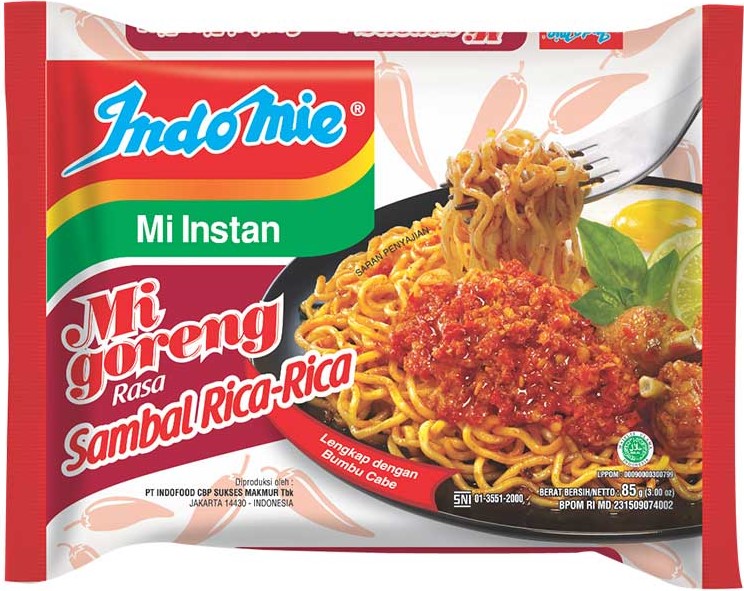 Indomie®
Mi Instan
Mi
goreng
Rasa
Sambal Rica-Rica
SARAN PENYAJIAN
Lengkap dengan
Bumbu Cabe
Diproduksi oleh :
PT INDOFOOD CBP SUKSES MAKMUR Tbk
JAKARTA 14430 - INDONESIA
LPPOM : 00090000300799
SNI 01-3551-2000
BERAT BERSIH/NETTO : 85 g (3.00 oz)
BPOM RI MD 231509074002